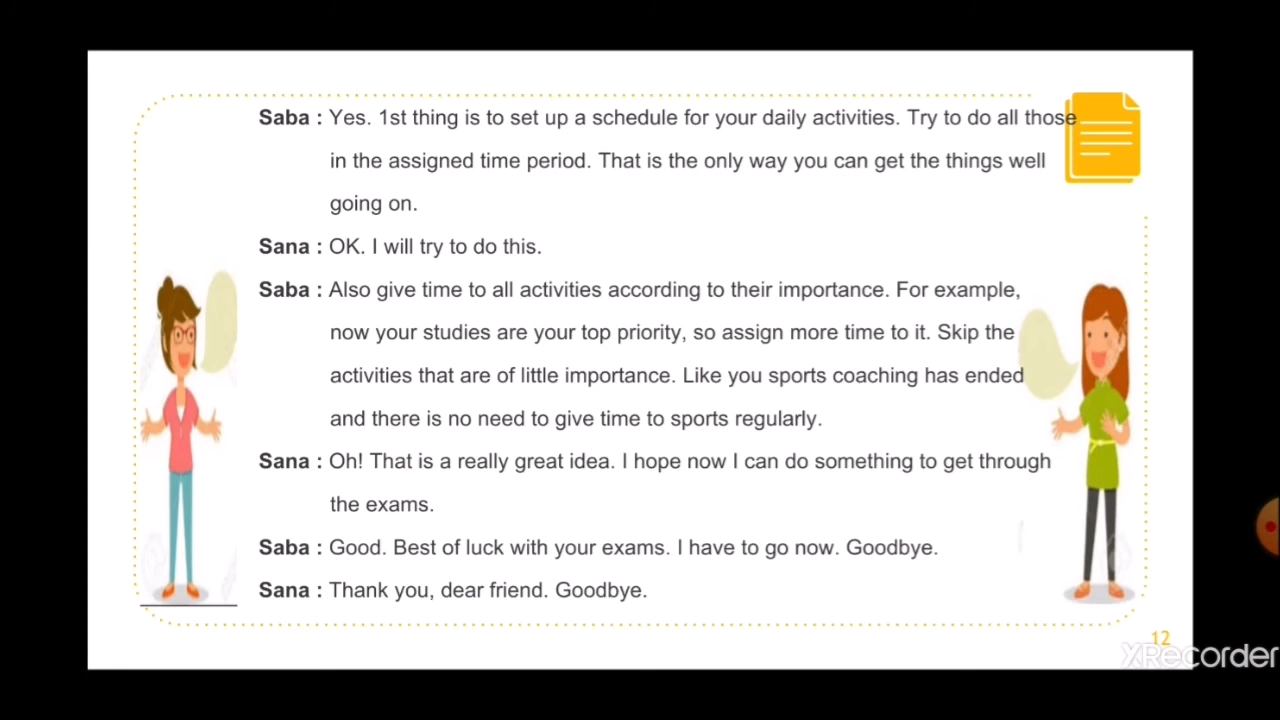 Saba : Yes. 1st thing is to set up a schedule for your daily activities. Try to do all those
in the assigned time period. That is the only way you can get the things well
going on.
Sana : OK. I will try to do this.
Saba : Also give time to all activities according to their importance. For example,
now your studies are your top priority, so assign more time to it. Skip the
activities that are of little importance. Like you sports coaching has ended
and there is no need to give time to sports regularly.
Sana : Oh! That is a really great idea. I hope now I can do something to get through
the exams.
Saba : Good. Best of luck with your exams. I have to go now. Goodbye.
Sana : Thank you, dear friend. Goodbye.
12
XRecorder